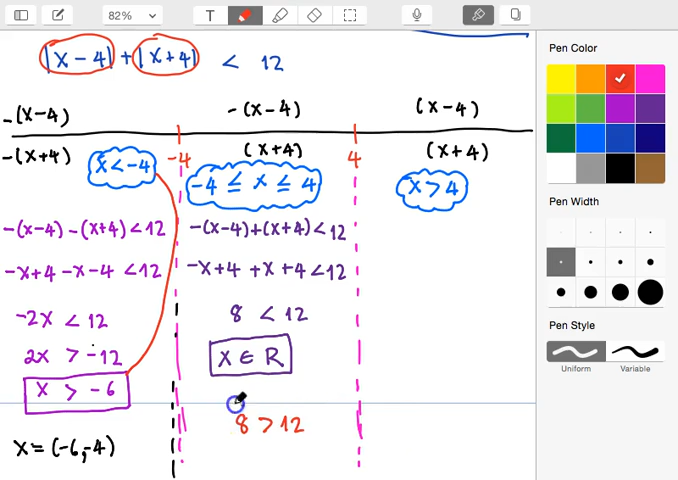 82%
T
|x-4| + |x+4| < 12
-(x-4) -(x-4) (x-4)
-(x+4) x<-4 -4 (x+4) 4 (x+4)
-4 ≤ x ≤ 4 x>4
-(x-4) -(x+4) <12 -(x-4)+(x+4) <12
-x+4 -x-4 <12 -x+4 +x+4 <12
-2x < 12 8 < 12
2x > -12 x ∈ R
x > -6
8 > 12
x=(-6,-4)
Pen Color
Pen Width
Pen Style
Uniform Variable